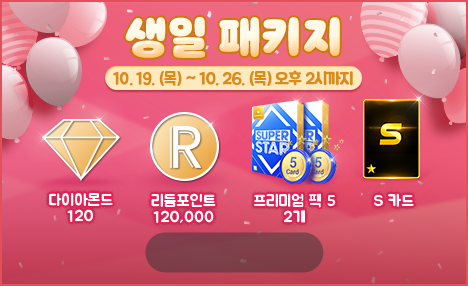 생일 패키지
10. 19. (목) ~ 10. 26. (목) 오후 2시까지
R
SUPER
STAR
5
Card
5
Card
S
다이아몬드
120
리듬포인트
120,000
프리미엄 팩 5
2개
S 카드